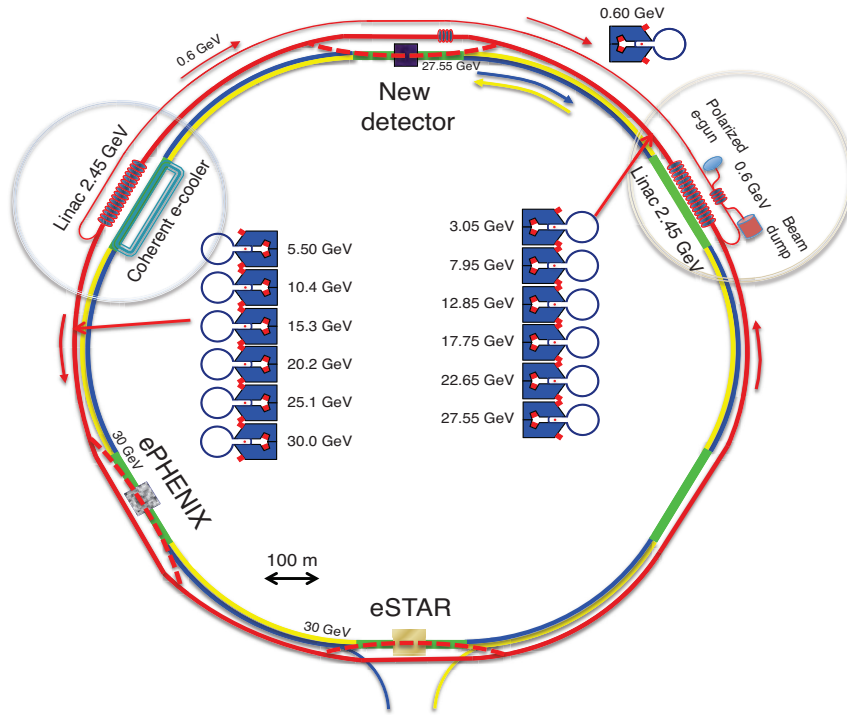 0.60 GeV
0.6 GeV
27.55 GeV
New
detector
Polarized
e-gun
0.6 GeV
Beam
dump
Linac 2.45 GeV
Coherent e-cooler
Linac 2.45 GeV
5.50 GeV
10.4 GeV
15.3 GeV
20.2 GeV
25.1 GeV
30.0 GeV
3.05 GeV
7.95 GeV
12.85 GeV
17.75 GeV
22.65 GeV
27.55 GeV
30 GeV
ePHENIX
100 m
eSTAR
30 GeV